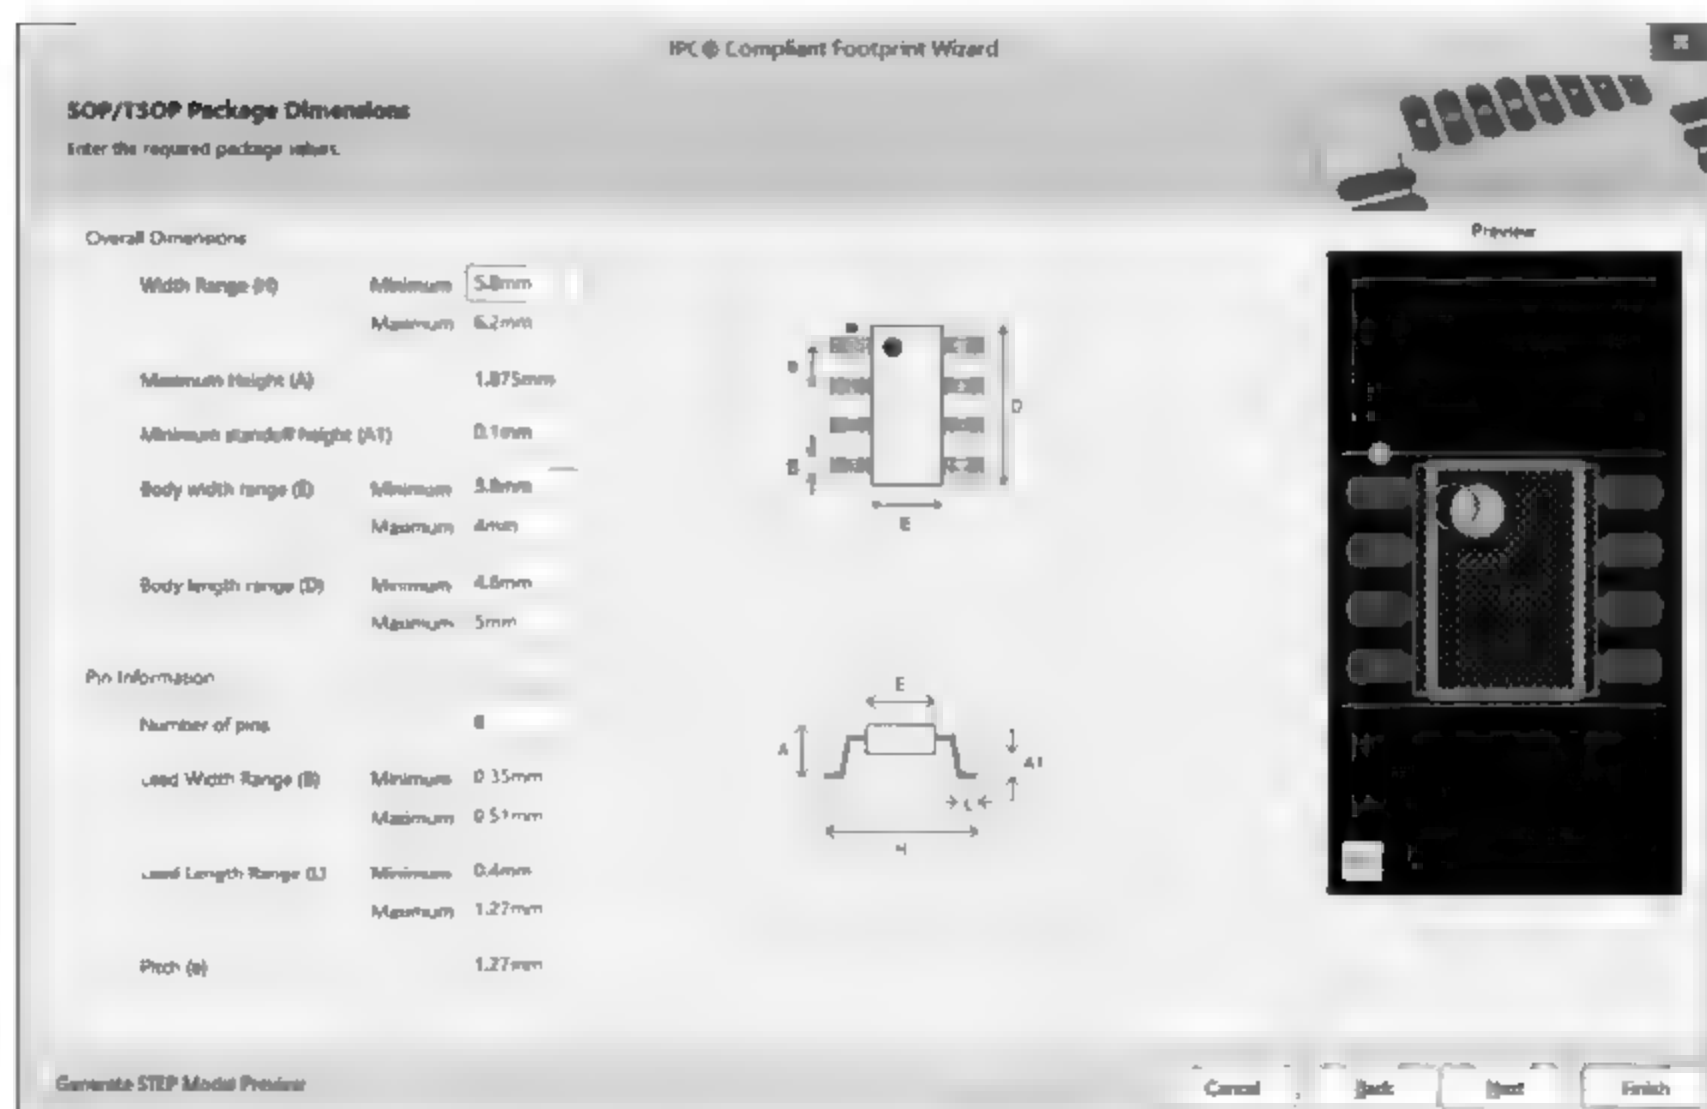 IPC® Compliant Footprint Wizard
SOP/TSOP Package Dimensions
Enter the required package values.
Preview
Overall Dimensions
Width Range (H) Minimum 5.8mm
Maximum 6.2mm
Maximum Height (A) 1.875mm
Minimum standoff height (A1) 0.1mm
Body width range (E) Minimum 3.8mm
Maximum 4mm
Body length range (D) Minimum
Maximum 5mm
D
E
Pin Information
Number of pins 8
Lead Width Range (B) Minimum 0.35mm
Maximum 0.51mm
Lead Length Range (L) Minimum 0.4mm
Maximum 1.27mm
Pitch (e) 1.27mm
E
A
A1
L
H
Generate STEP Model Preview
Cancel
Back
Next
Finish